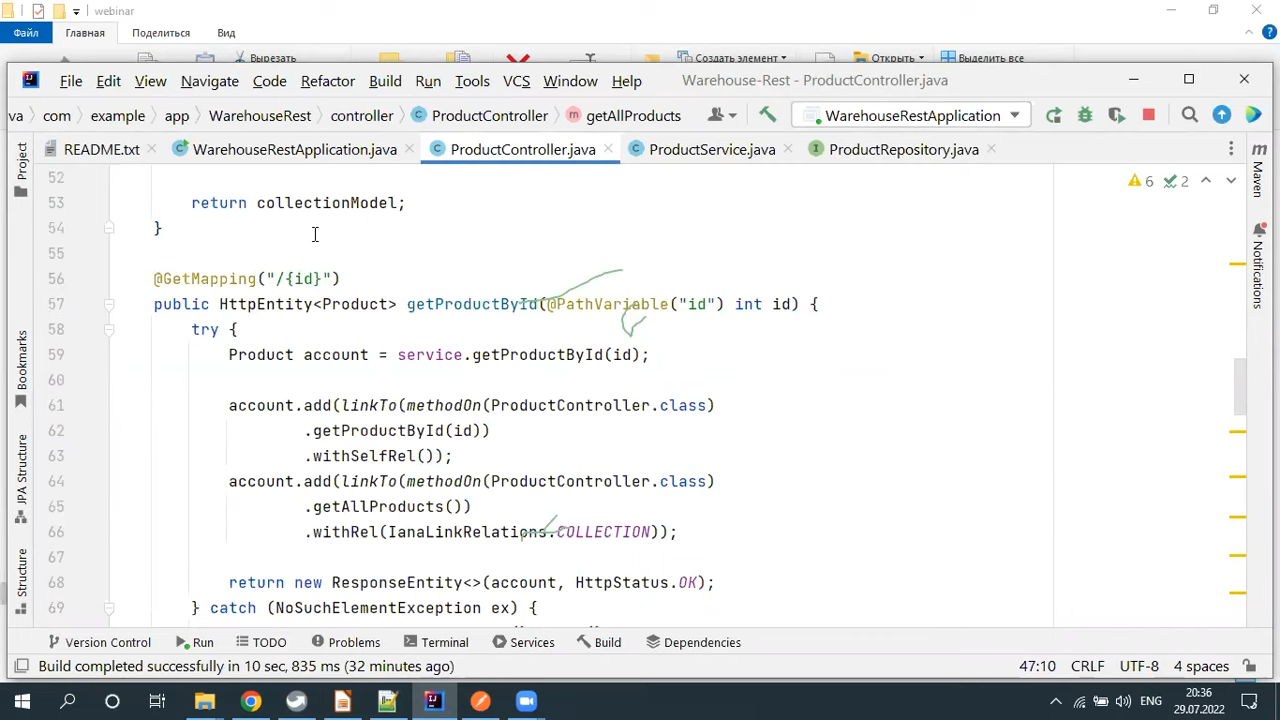 webinar
Файл Главная Поделиться Вид
Вырезать Создать элемент Открыть Выделить все
File Edit View Navigate Code Refactor Build Run Tools VCS Window Help Warehouse-Rest - ProductController.java
va com example app WarehouseRest controller ProductController getAllProducts WarehouseRestApplication
README.txt WarehouseRestApplication.java ProductController.java ProductService.java ProductRepository.java
Project
Bookmarks
JPA Structure
Structure
Maven
Notifications
6 2
52
53 return collectionModel;
54 }
55
56 @GetMapping("/{id}")
57 public HttpEntity<Product> getProductById(@PathVariable("id") int id) {
58 try {
59 Product account = service.getProductById(id);
60
61 account.add(linkTo(methodOn(ProductController.class)
62 .getProductById(id))
63 .withSelfRel());
64 account.add(linkTo(methodOn(ProductController.class)
65 .getAllProducts())
66 .withRel(IanaLinkRelations.COLLECTION));
67
68 return new ResponseEntity<>(account, HttpStatus.OK);
69 } catch (NoSuchElementException ex) {
Version Control Run TODO Problems Terminal Services Build Dependencies
Build completed successfully in 10 sec, 835 ms (32 minutes ago) 47:10 CRLF UTF-8 4 spaces
ENG 20:36
29.07.2022